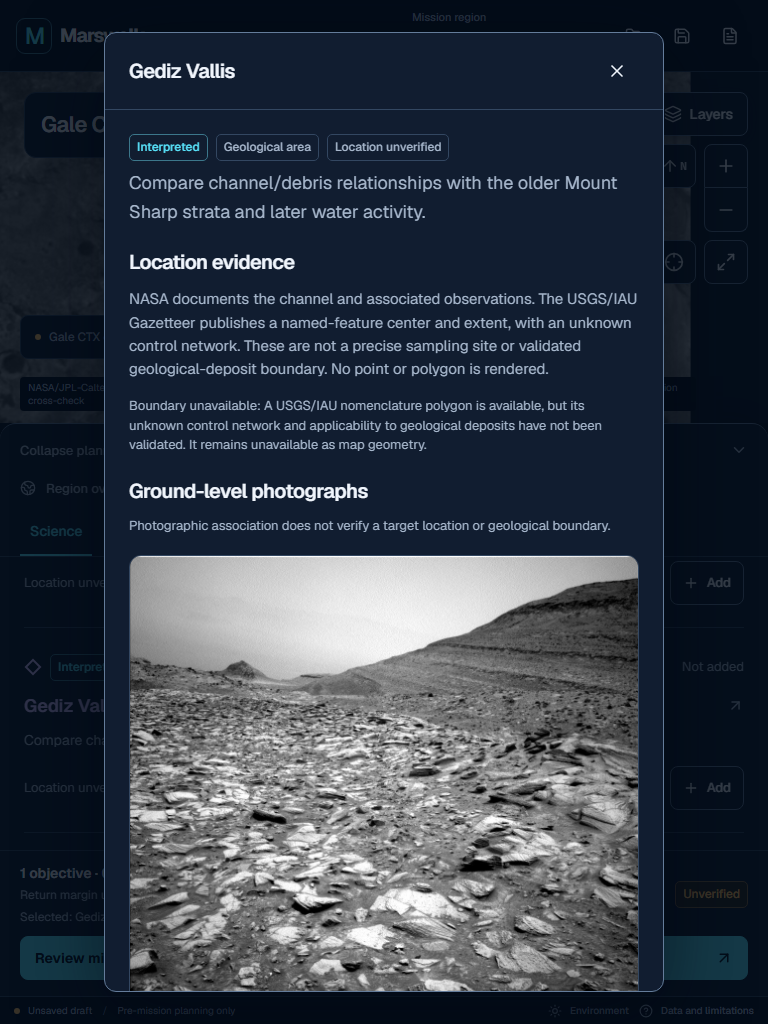 Mission region
M
Gale C
Layers
N
Gale CTX
NASA/JPL-Calte
cross-check
Collapse plan
Region ov
Science
Location unve
Add
Interpre
Not added
Gediz Val
Compare cha
Location unve
Add
1 objective ·
Return margin u
Selected: Gediz
Unverified
Review mi
Unsaved draft / Pre-mission planning only
Environment
Data and limitations
Gediz Vallis
Interpreted
Geological area
Location unverified
Compare channel/debris relationships with the older Mount
Sharp strata and later water activity.
Location evidence
NASA documents the channel and associated observations. The USGS/IAU
Gazetteer publishes a named-feature center and extent, with an unknown
control network. These are not a precise sampling site or validated
geological-deposit boundary. No point or polygon is rendered.
Boundary unavailable: A USGS/IAU nomenclature polygon is available, but its
unknown control network and applicability to geological deposits have not been
validated. It remains unavailable as map geometry.
Ground-level photographs
Photographic association does not verify a target location or geological boundary.